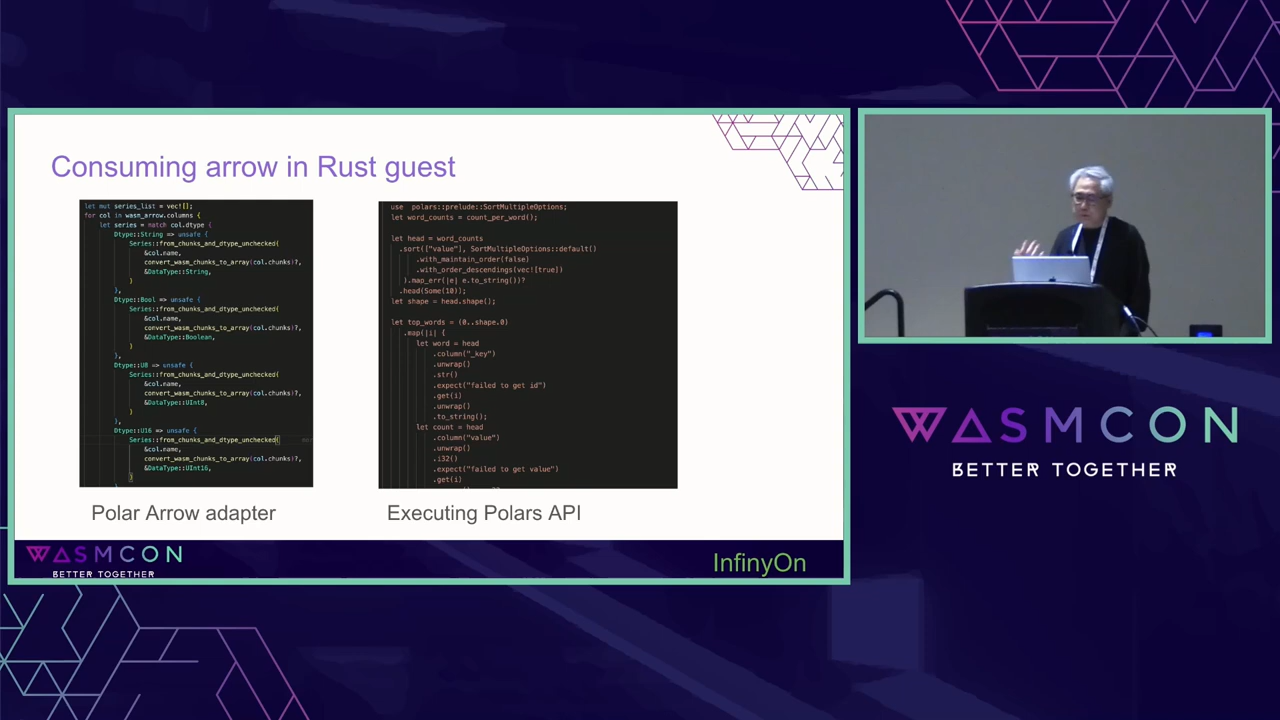 Consuming arrow in Rust guest
let mut series_list = vec![];
for col in wasm_arrow.columns {
let series = match col.dtype {
Dtype::String => unsafe {
Series::from_chunks_and_dtype_unchecked(
&col.name,
convert_wasm_chunks_to_array(col.chunks)?,
&DataType::String,
)
},
Dtype::Bool => unsafe {
Series::from_chunks_and_dtype_unchecked(
&col.name,
convert_wasm_chunks_to_array(col.chunks)?,
&DataType::Boolean,
)
},
Dtype::U8 => unsafe {
Series::from_chunks_and_dtype_unchecked(
&col.name,
convert_wasm_chunks_to_array(col.chunks)?,
&DataType::UInt8,
)
},
Dtype::U16 => unsafe {
Series::from_chunks_and_dtype_unchecked(
&col.name,
convert_wasm_chunks_to_array(col.chunks)?,
&DataType::UInt16,
)
Polar Arrow adapter
use polars::prelude::SortMultipleOptions;
let word_counts = count_per_word();
let head = word_counts
.sort(["value"], SortMultipleOptions::default()
.with_maintain_order(false)
.with_order_descendings(vec![true])
).map_err(|e| e.to_string())?
.head(Some(10));
let shape = head.shape();
let top_words = (0..shape.0)
.map(|i| {
let word = head
.column("_key")
.unwrap()
.str()
.expect("failed to get id")
.get(i)
.unwrap()
.to_string();
let count = head
.column("value")
.unwrap()
.i32()
.expect("failed to get value")
.get(i)
Executing Polars API
WASMCON
BETTER TOGETHER
InfinyOn
WASMCON
BETTER TOGETHER